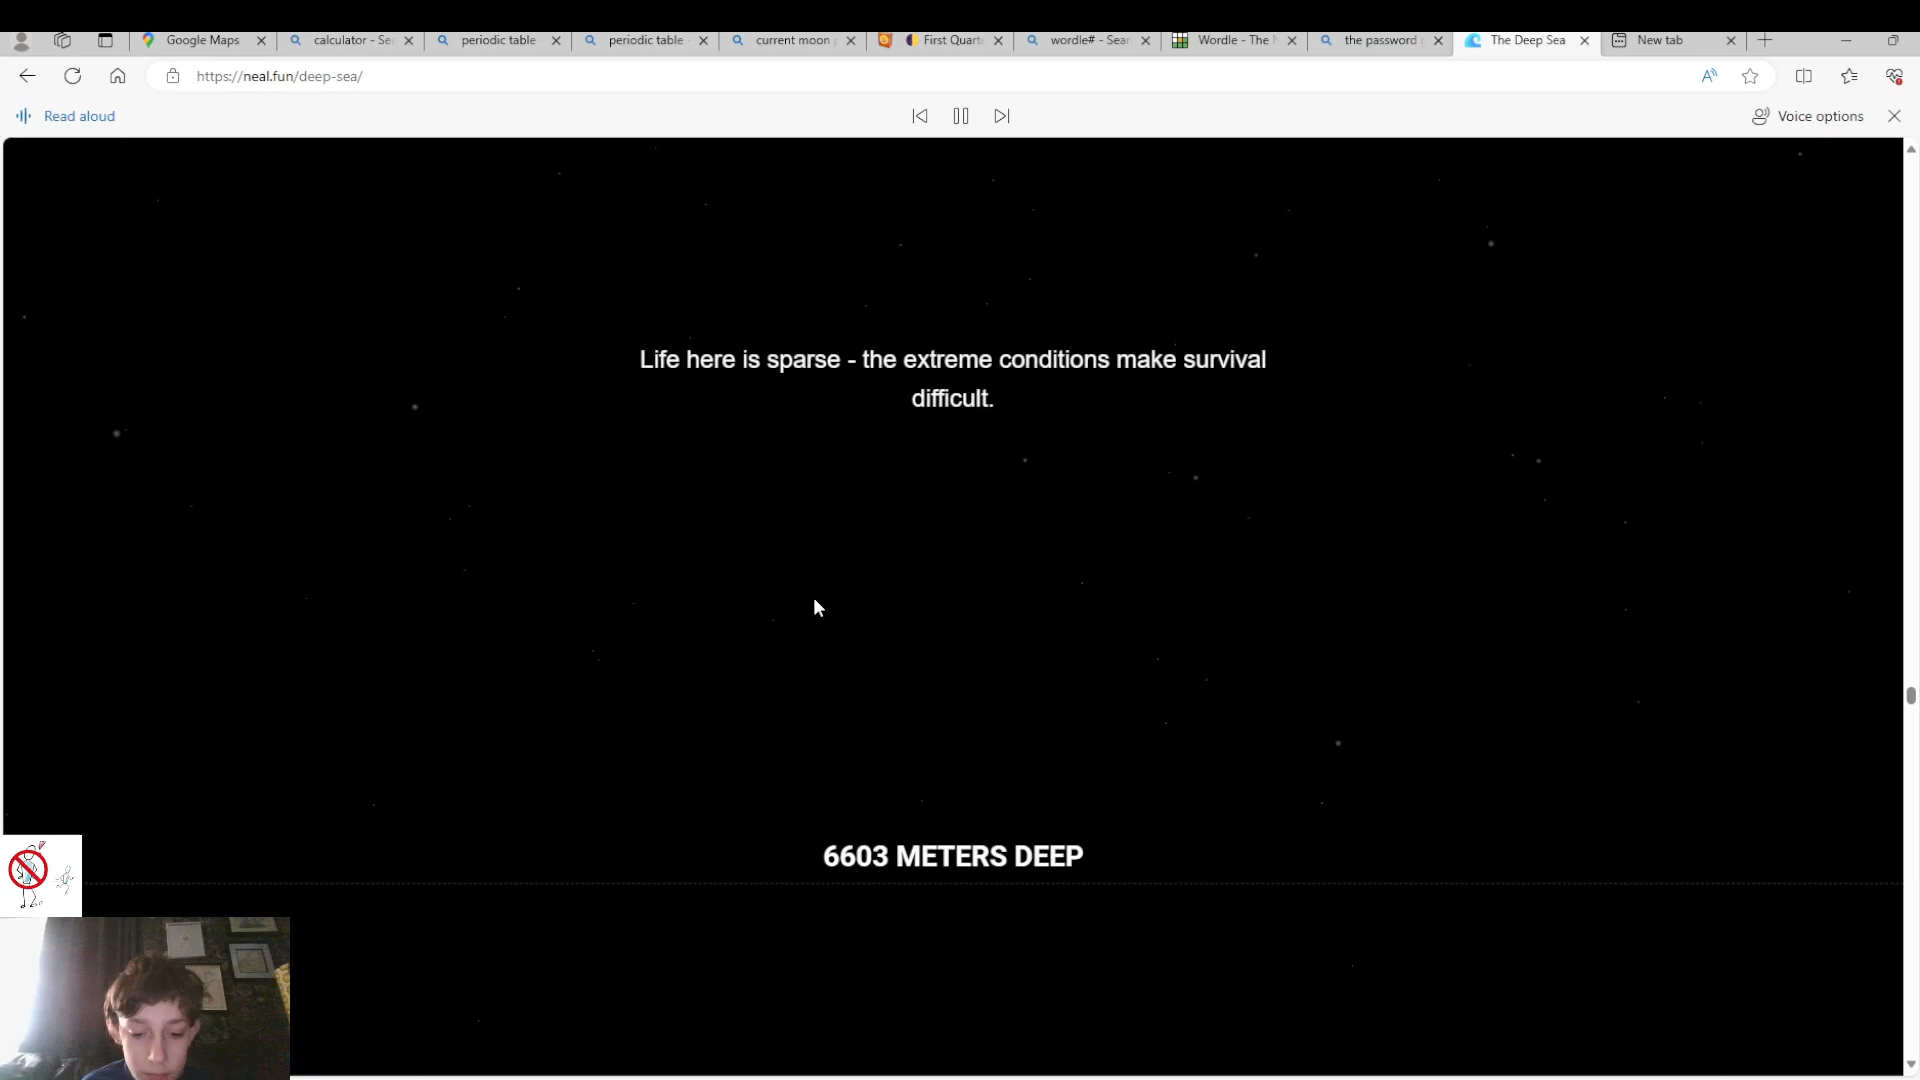 Google Maps
calculator - Se
periodic table
periodic table
current moon
First Quart
wordle# - Sear
Wordle - The
the password
The Deep Sea
New tab
https://neal.fun/deep-sea/
Read aloud
Voice options
Life here is sparse - the extreme conditions make survival
difficult.
6603 METERS DEEP